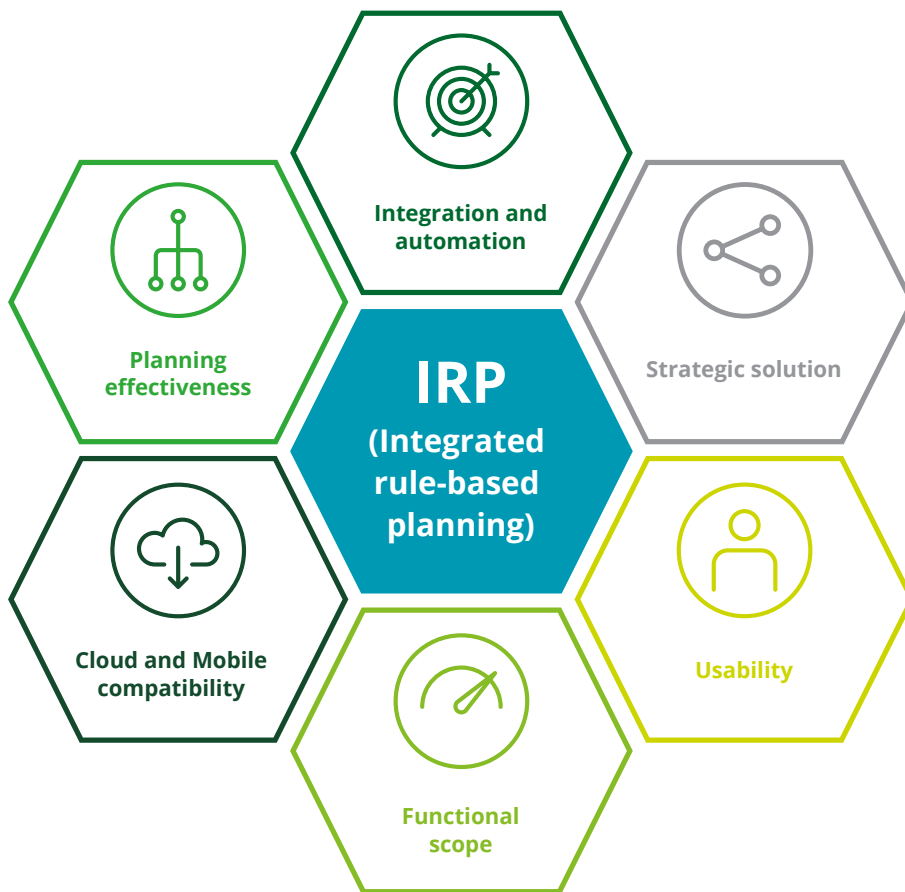 Integration and
automation
Planning
effectiveness
Strategic solution
IRP
(Integrated
rule-based
planning)
Cloud and Mobile
compatibility
Usability
Functional
scope